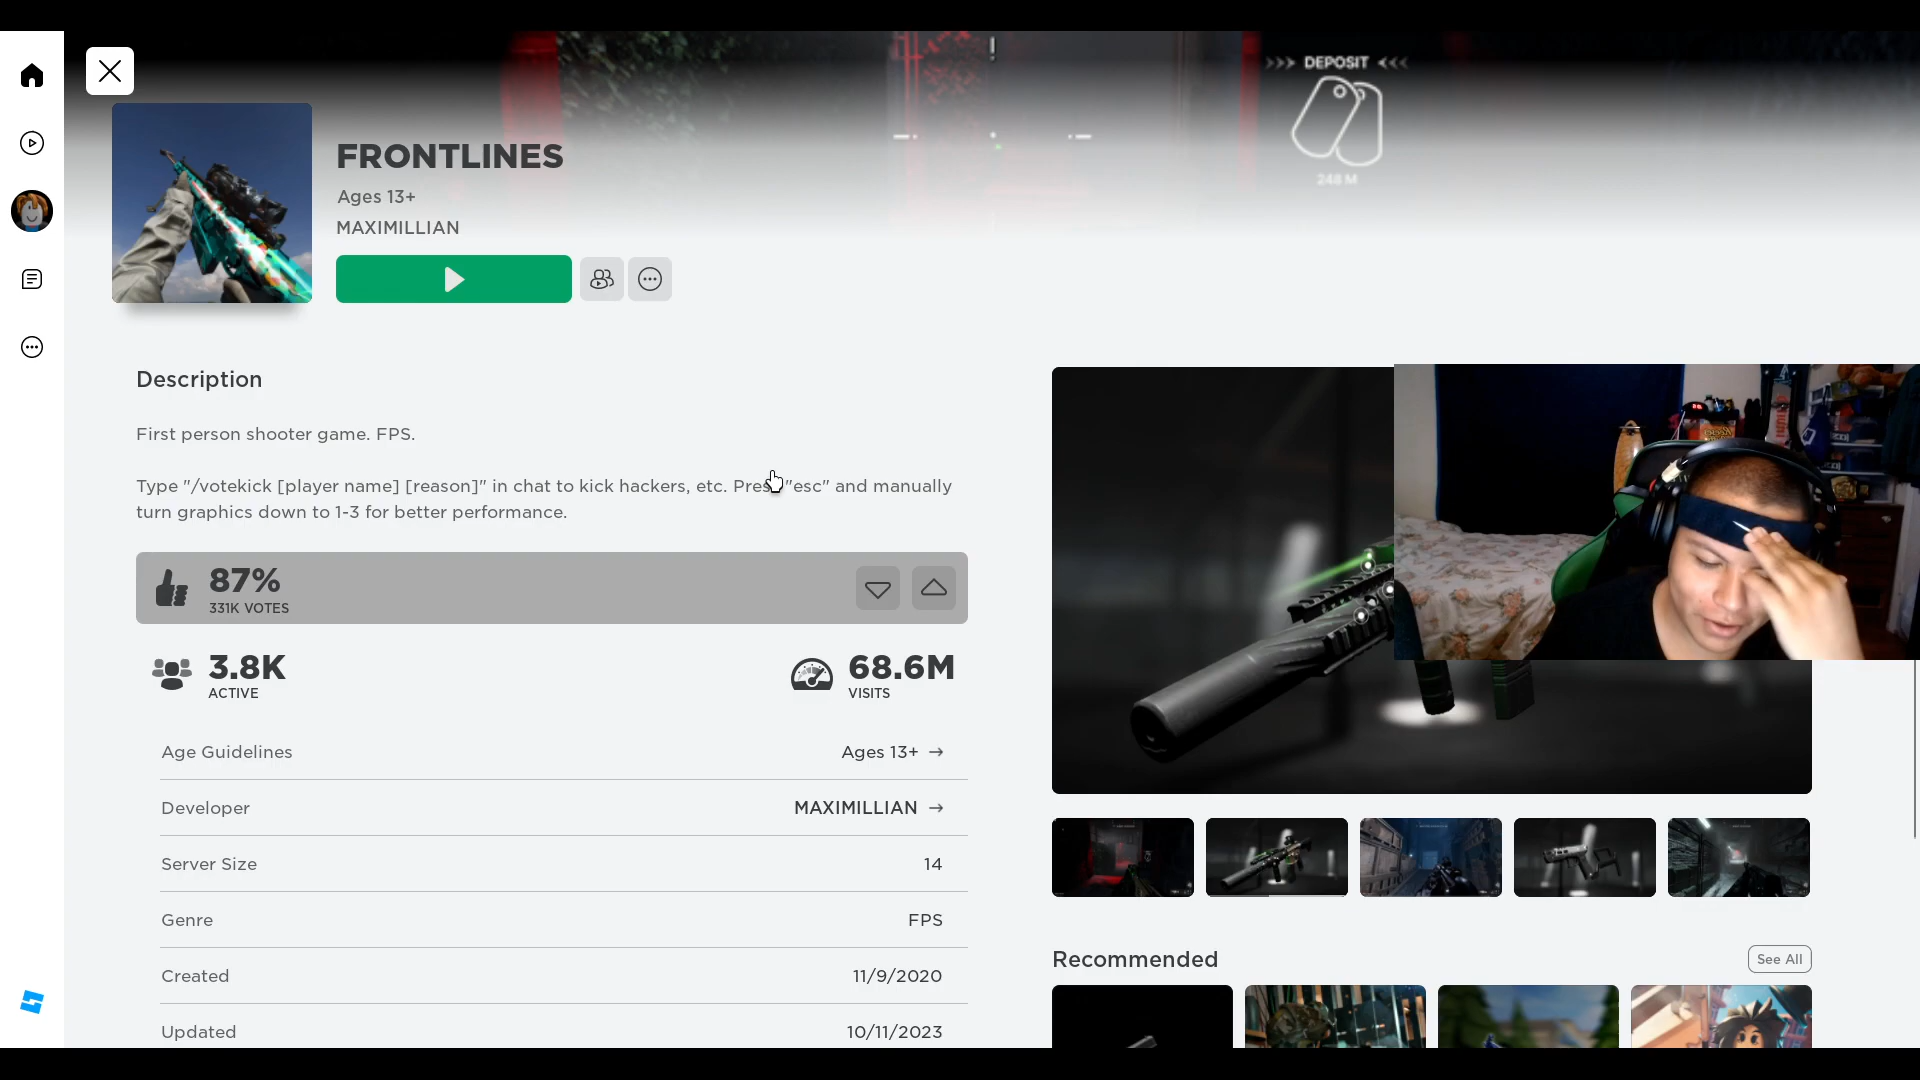 >>> DEPOSIT <<<
248 M
FRONTLINES
Ages 13+
MAXIMILLIAN
Description
First person shooter game. FPS.
Type "/votekick [player name] [reason]" in chat to kick hackers, etc. Press "esc" and manually
turn graphics down to 1-3 for better performance.
87%
331K VOTES
3.8K
ACTIVE
68.6M
VISITS
Age Guidelines Ages 13+ →
Developer MAXIMILLIAN →
Server Size 14
Genre FPS
Created 11/9/2020
Updated 10/11/2023
Recommended
See All